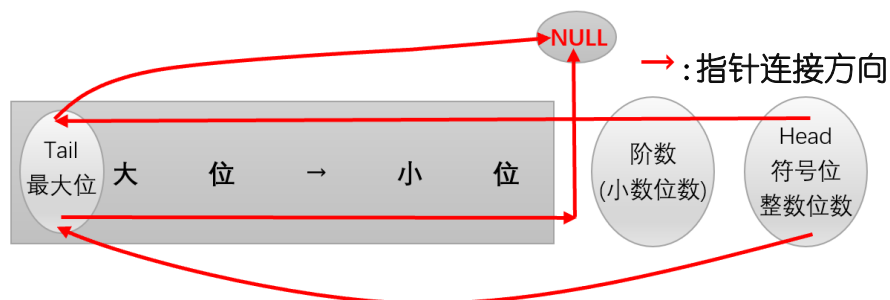 NULL
→:指针连接方向
Tail
最大位
大 位 → 小 位
阶数
(小数位数)
Head
符号位
整数位数